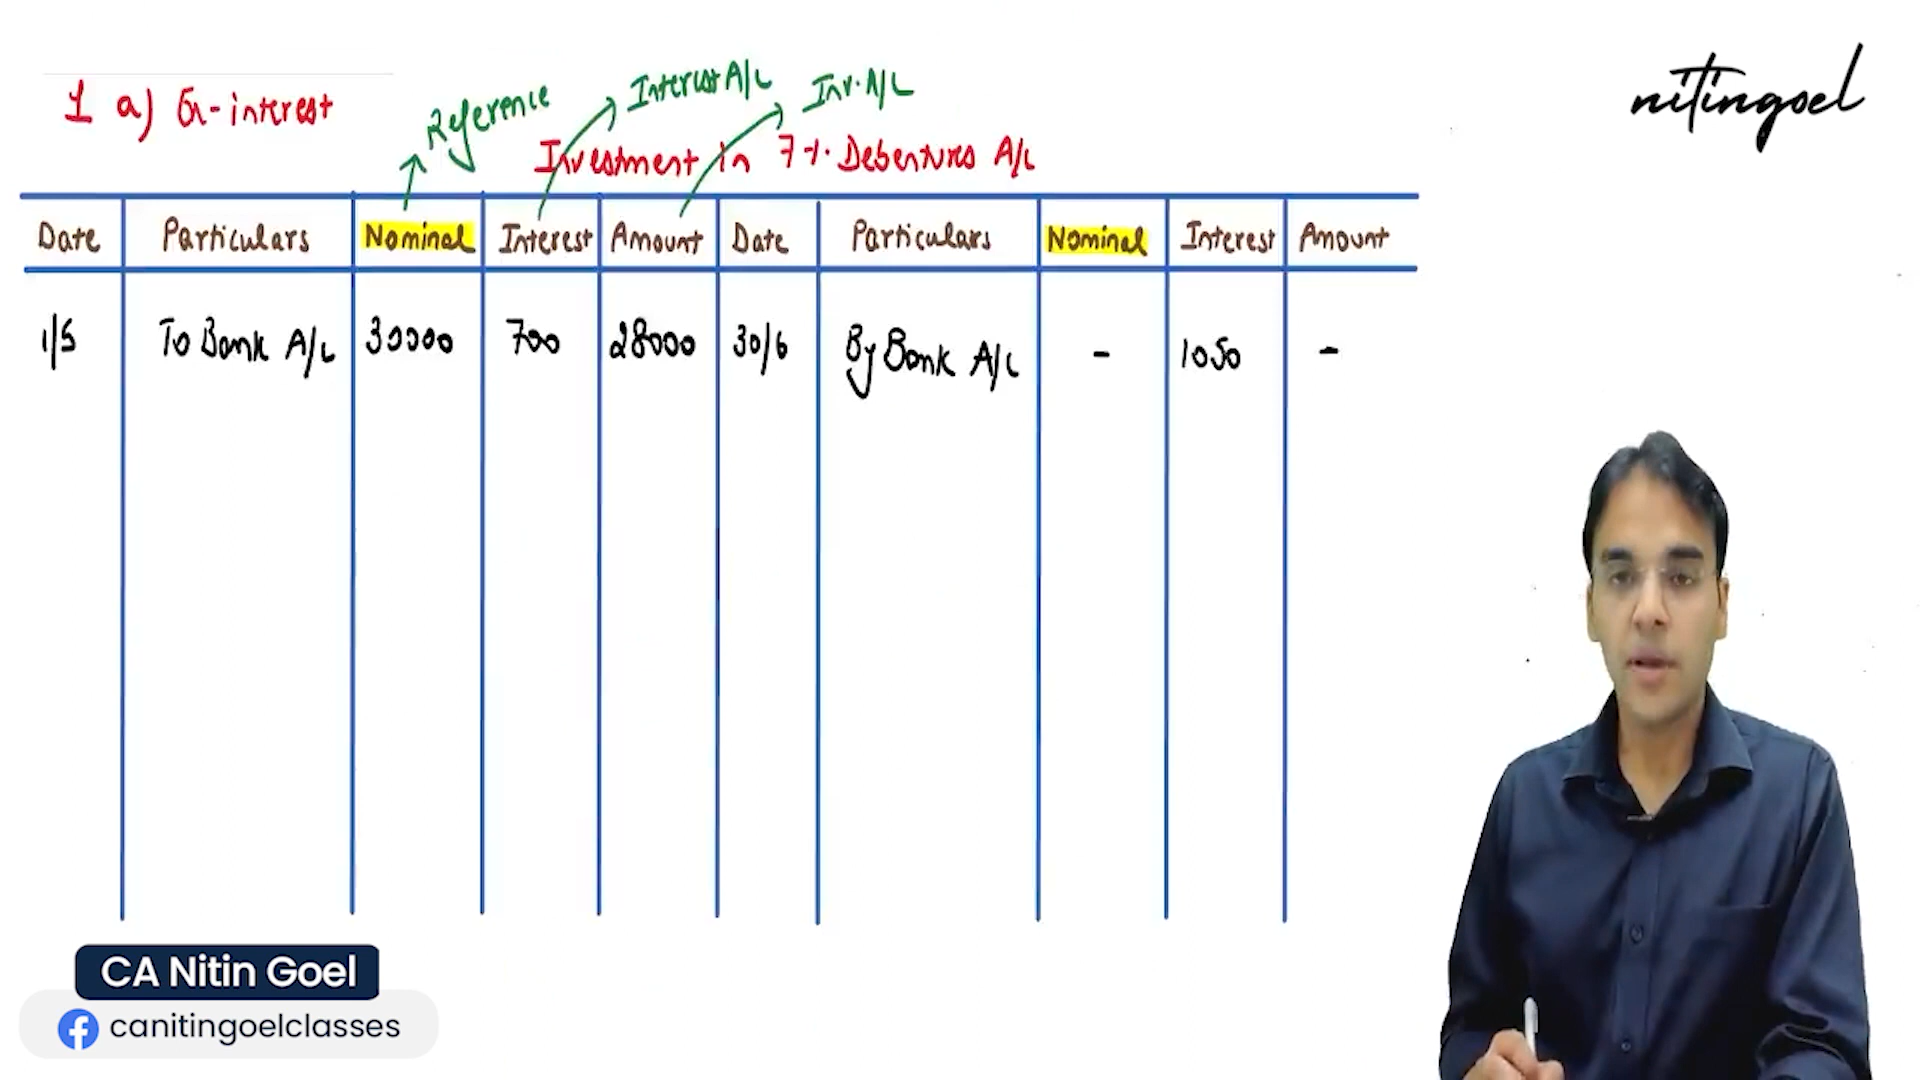 nitingoel
1 a) Ex-interest
Reference
Interest A/c
Inv. A/c
Investment in 7%. Debentures A/c
Date Particulars Nominal Interest Amount Date Particulars Nominal Interest Amount
1/5 To Bank A/c 30000 700 28000 30/6 By Bank A/c - 1050 -
CA Nitin Goel
canitingoelclasses